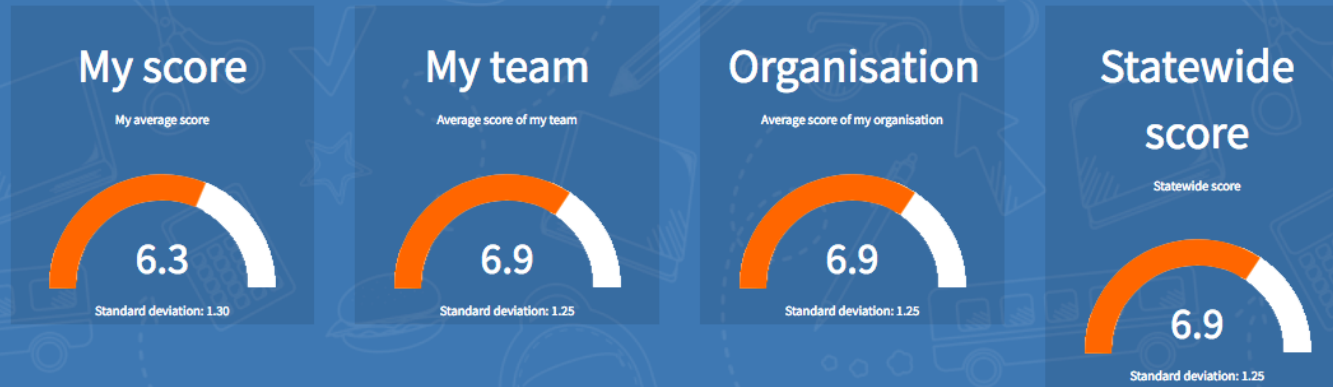 My score
My average score
6.3
Standard deviation: 1.30
My team
Average score of my team
6.9
Standard deviation: 1.25
Organisation
Average score of my organisation
6.9
Standard deviation: 1.25
Statewide
score
Statewide score
6.9
Standard deviation: 1.25